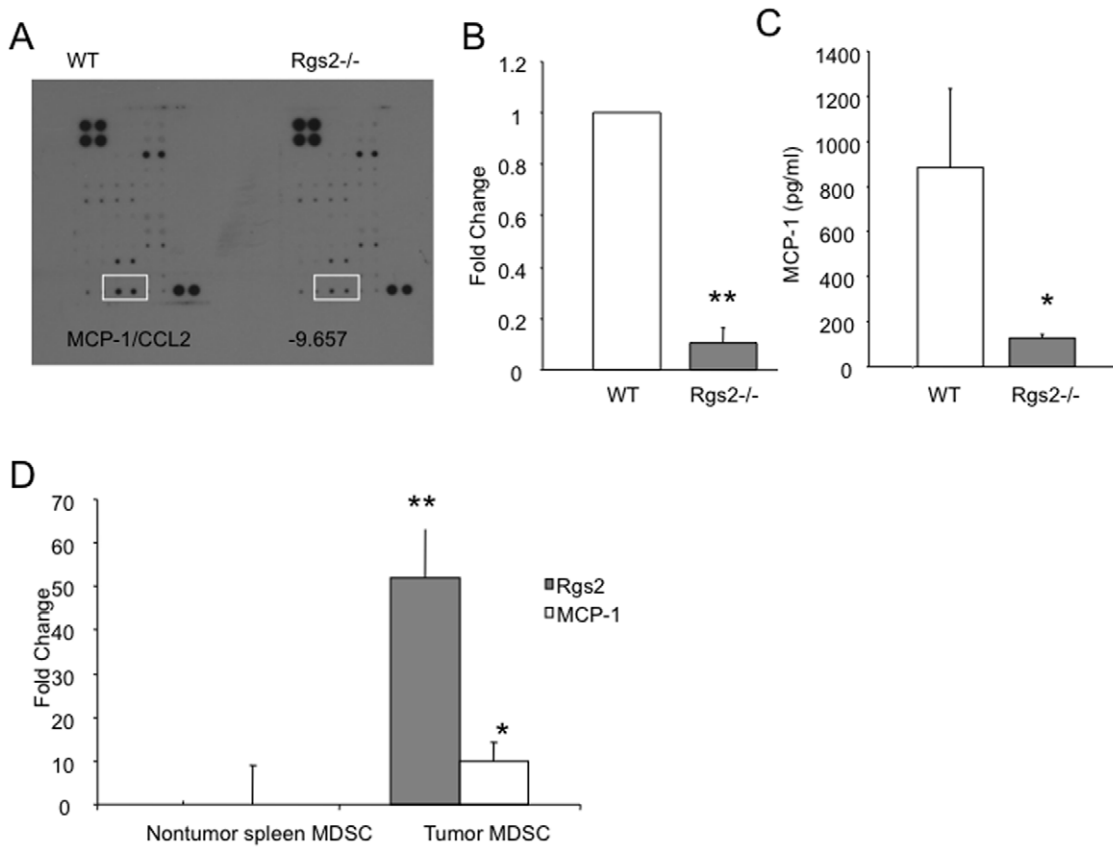 A
WT
Rgs2-/-
MCP-1/CCL2
-9.657
B
1.2
1
0.8
0.6
0.4
0.2
0
Fold Change
**
WT
Rgs2-/-
C
1400
1200
1000
800
600
400
200
0
MCP-1 (pg/ml)
*
WT
Rgs2-/-
D
70
60
50
40
30
20
10
0
Fold Change
**
*
Rgs2
MCP-1
Nontumor spleen MDSC
Tumor MDSC